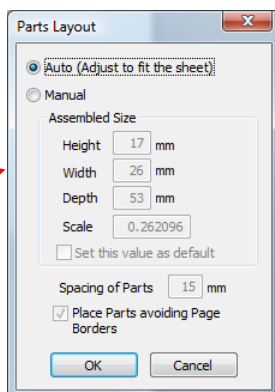 Parts Layout
Auto (Adjust to fit the sheet)
Manual
Assembled Size
Height 17 mm
Width 26 mm
Depth 53 mm
Scale 0.262096
Set this value as default
Spacing of Parts 15 mm
Place Parts avoiding Page
Borders
OK Cancel